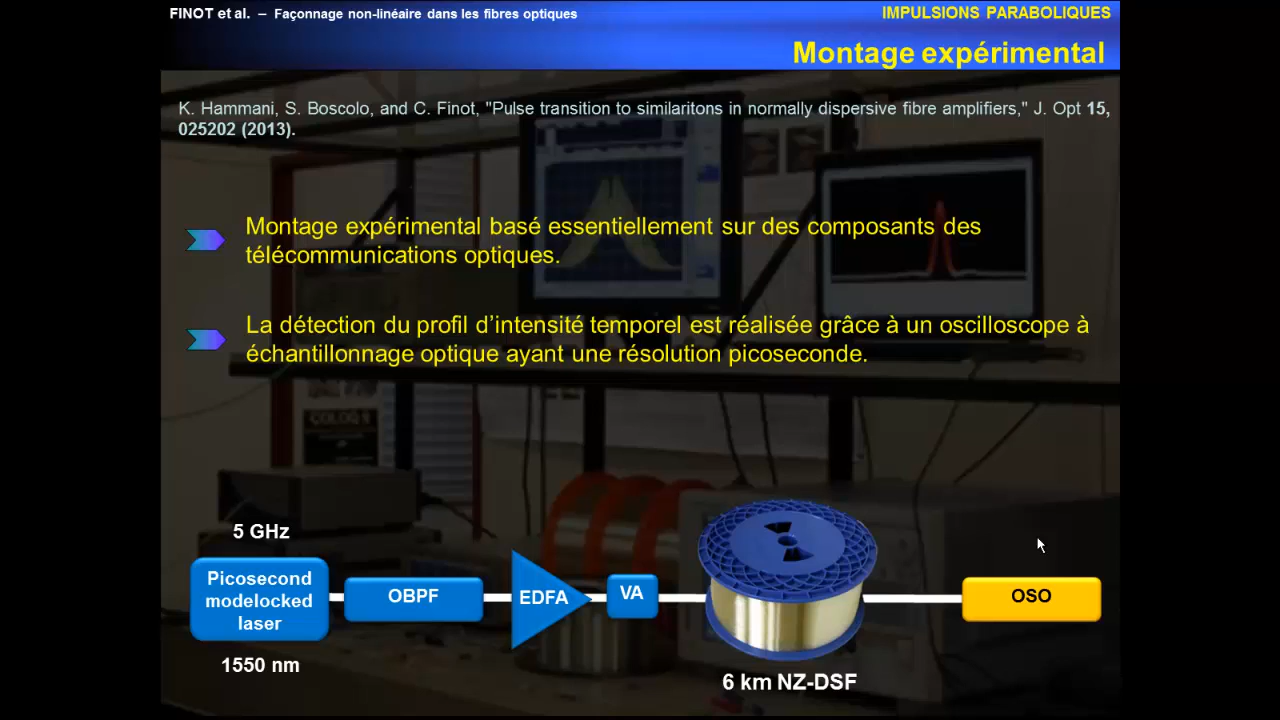 FINOT et al. – Façonnage non-linéaire dans les fibres optiques
IMPULSIONS PARABOLIQUES
Montage expérimental
K. Hammani, S. Boscolo, and C. Finot, "Pulse transition to similaritons in normally dispersive fibre amplifiers," J. Opt 15,
025202 (2013).
Montage expérimental basé essentiellement sur des composants des
télécommunications optiques.
La détection du profil d’intensité temporel est réalisée grâce à un oscilloscope à
échantillonnage optique ayant une résolution picoseconde.
COLOQ
5 GHz
Picosecond
modelocked
laser
OBPF
EDFA
VA
OSO
1550 nm
6 km NZ-DSF